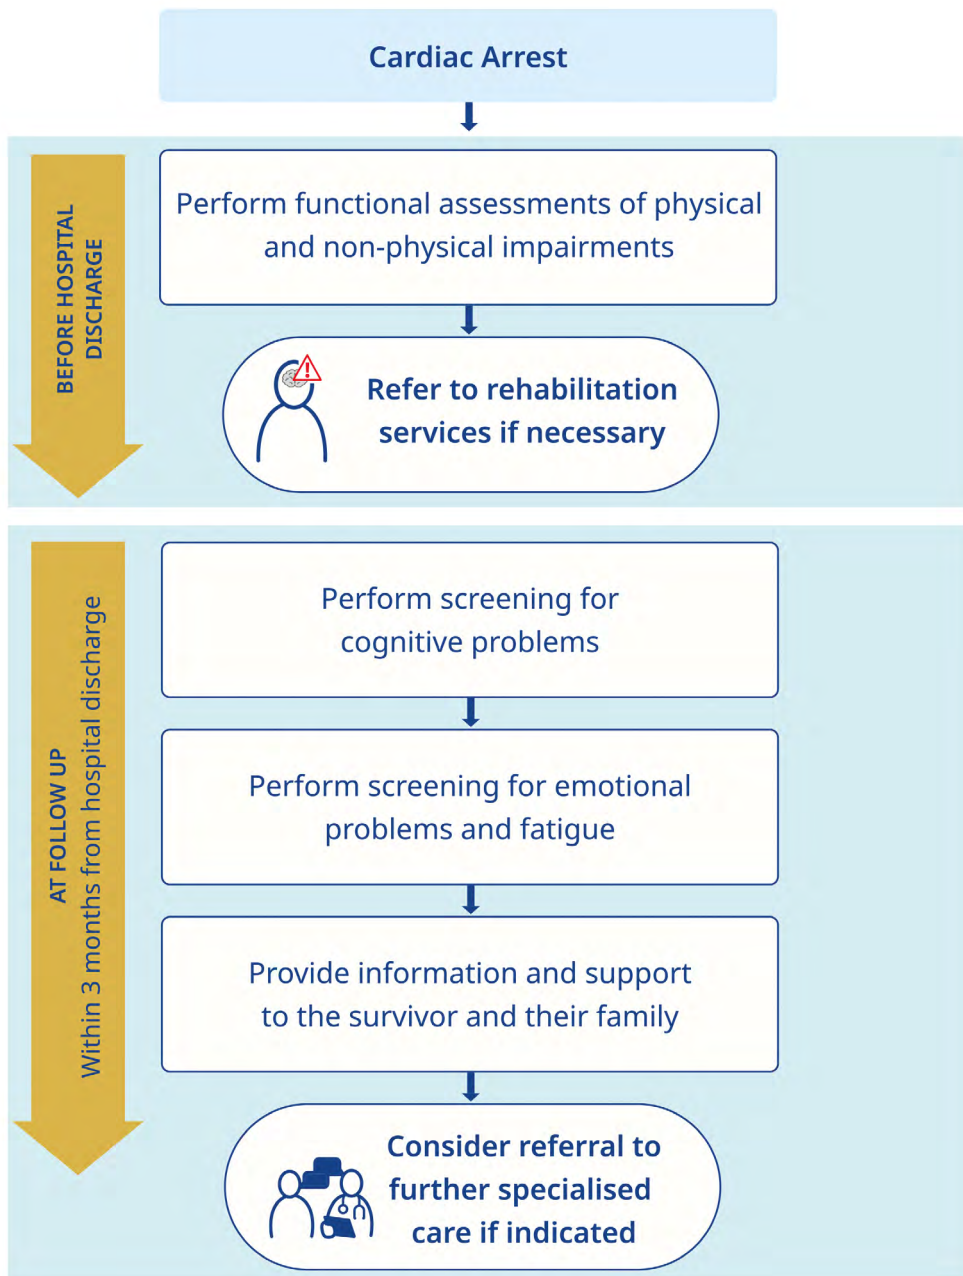 Cardiac Arrest
BEFORE HOSPITAL
DISCHARGE
Perform functional assessments of physical
and non-physical impairments
Refer to rehabilitation
services if necessary
AT FOLLOW UP
Within 3 months from hospital discharge
Perform screening for
cognitive problems
Perform screening for emotional
problems and fatigue
Provide information and support
to the survivor and their family
Consider referral to
further specialised
care if indicated